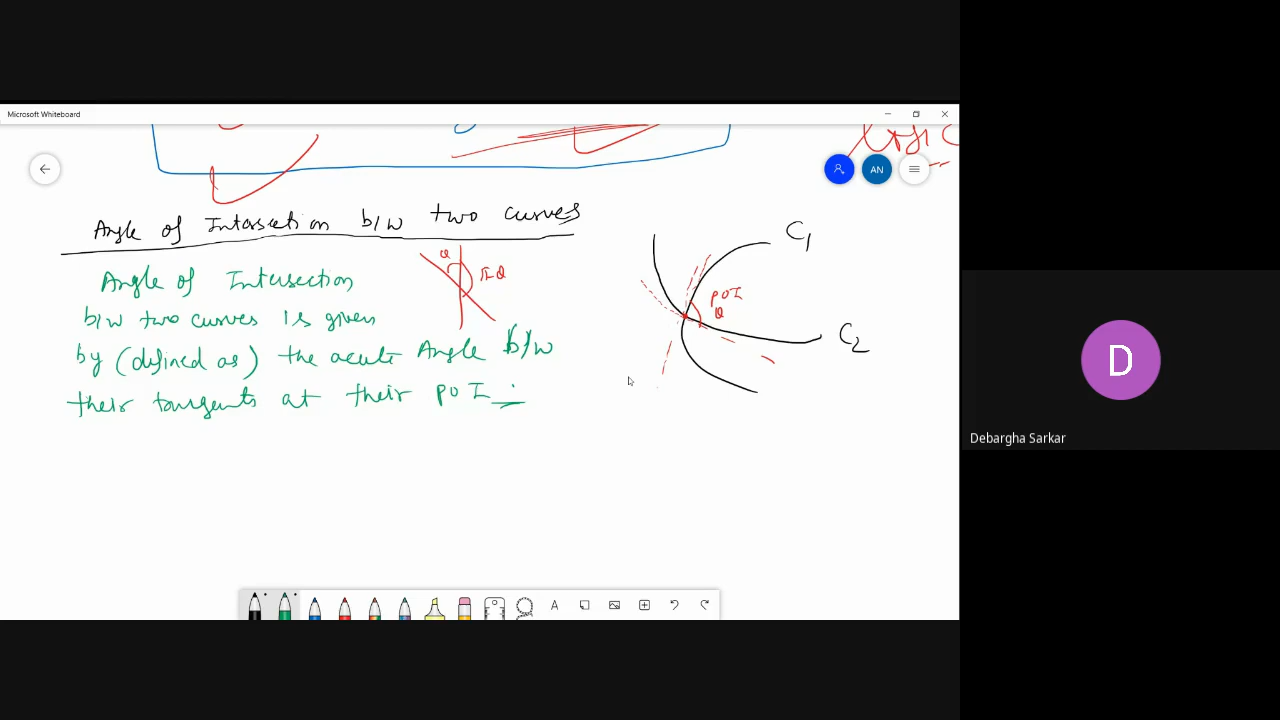 Microsoft Whiteboard
Logic
AN
Angle of Intersection b/w two curves
Angle of Intersection
b/w two curves is given
by (defined as) the acute Angle b/w
their tangents at their POI
θ
π-θ
C1
POI
θ
C2
A
D
Debargha Sarkar